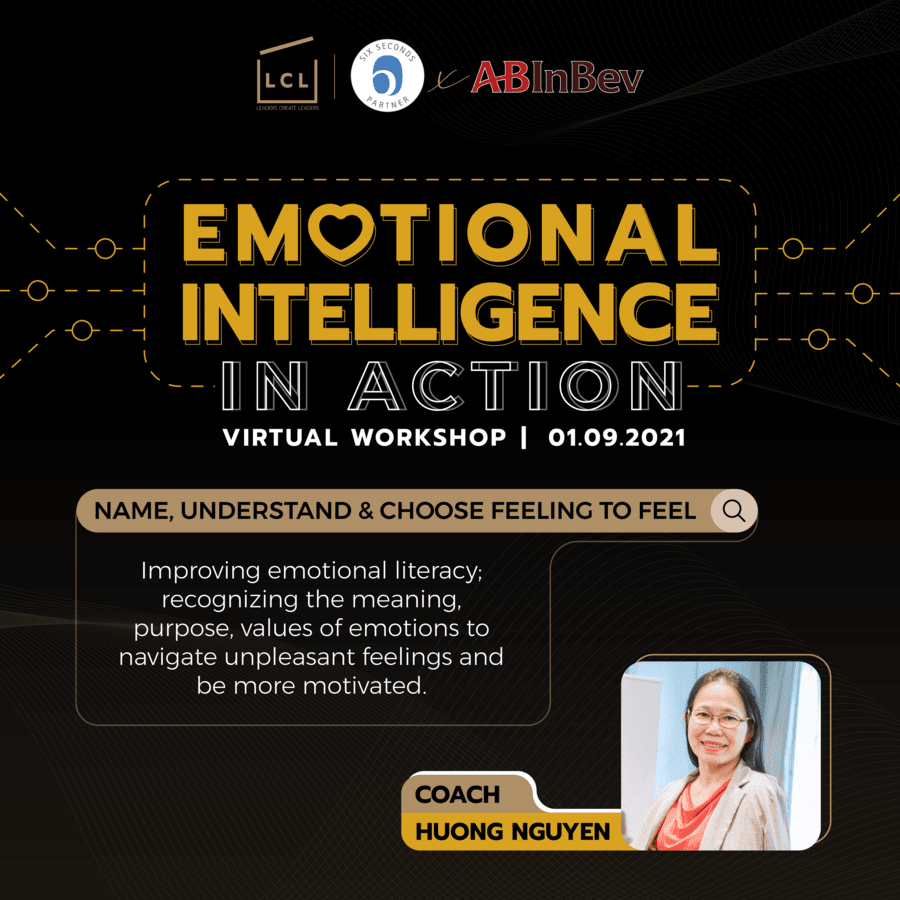 LCL
LEADERS CREATE LEADERS
SIX SECONDS
PARTNER
x
ABInBev
EMOTIONAL
INTELLIGENCE
IN ACTION
VIRTUAL WORKSHOP | 01.09.2021
NAME, UNDERSTAND & CHOOSE FEELING TO FEEL
Improving emotional literacy;
recognizing the meaning,
purpose, values of emotions to
navigate unpleasant feelings and
be more motivated.
COACH
HUONG NGUYEN